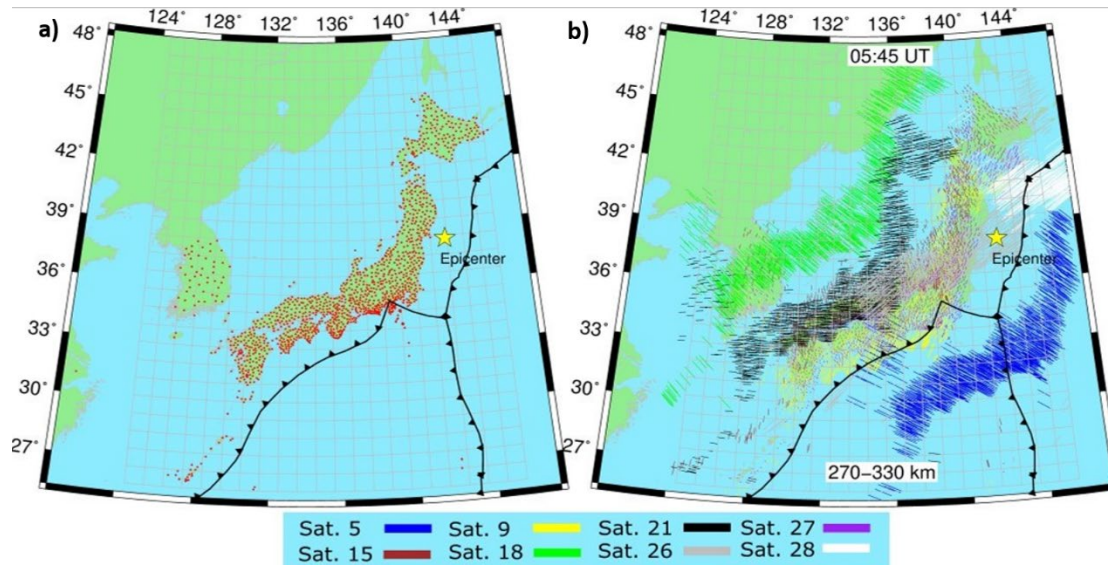 a)
124° 128° 132° 136° 140° 144°
48°
45°
42°
39°
36°
33°
30°
27°
Epicenter
b)
124° 128° 132° 136° 140° 144°
48°
45°
42°
39°
36°
33°
30°
27°
05:45 UT
Epicenter
270–330 km
Sat. 5 Sat. 9 Sat. 21 Sat. 27
Sat. 15 Sat. 18 Sat. 26 Sat. 28